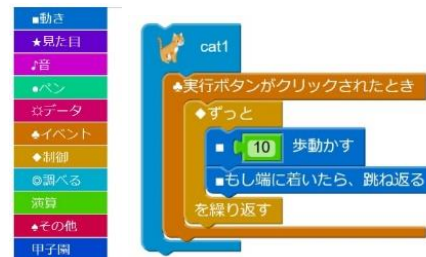 ■動き
★見た目
♪音
●ペン
¤データ
♠イベント
◆制御
◎調べる
演算
♠その他
甲子園
cat1
♠実行ボタンがクリックされたとき
◆ずっと
■ 10 歩動かす
■もし端に着いたら、跳ね返る
を繰り返す